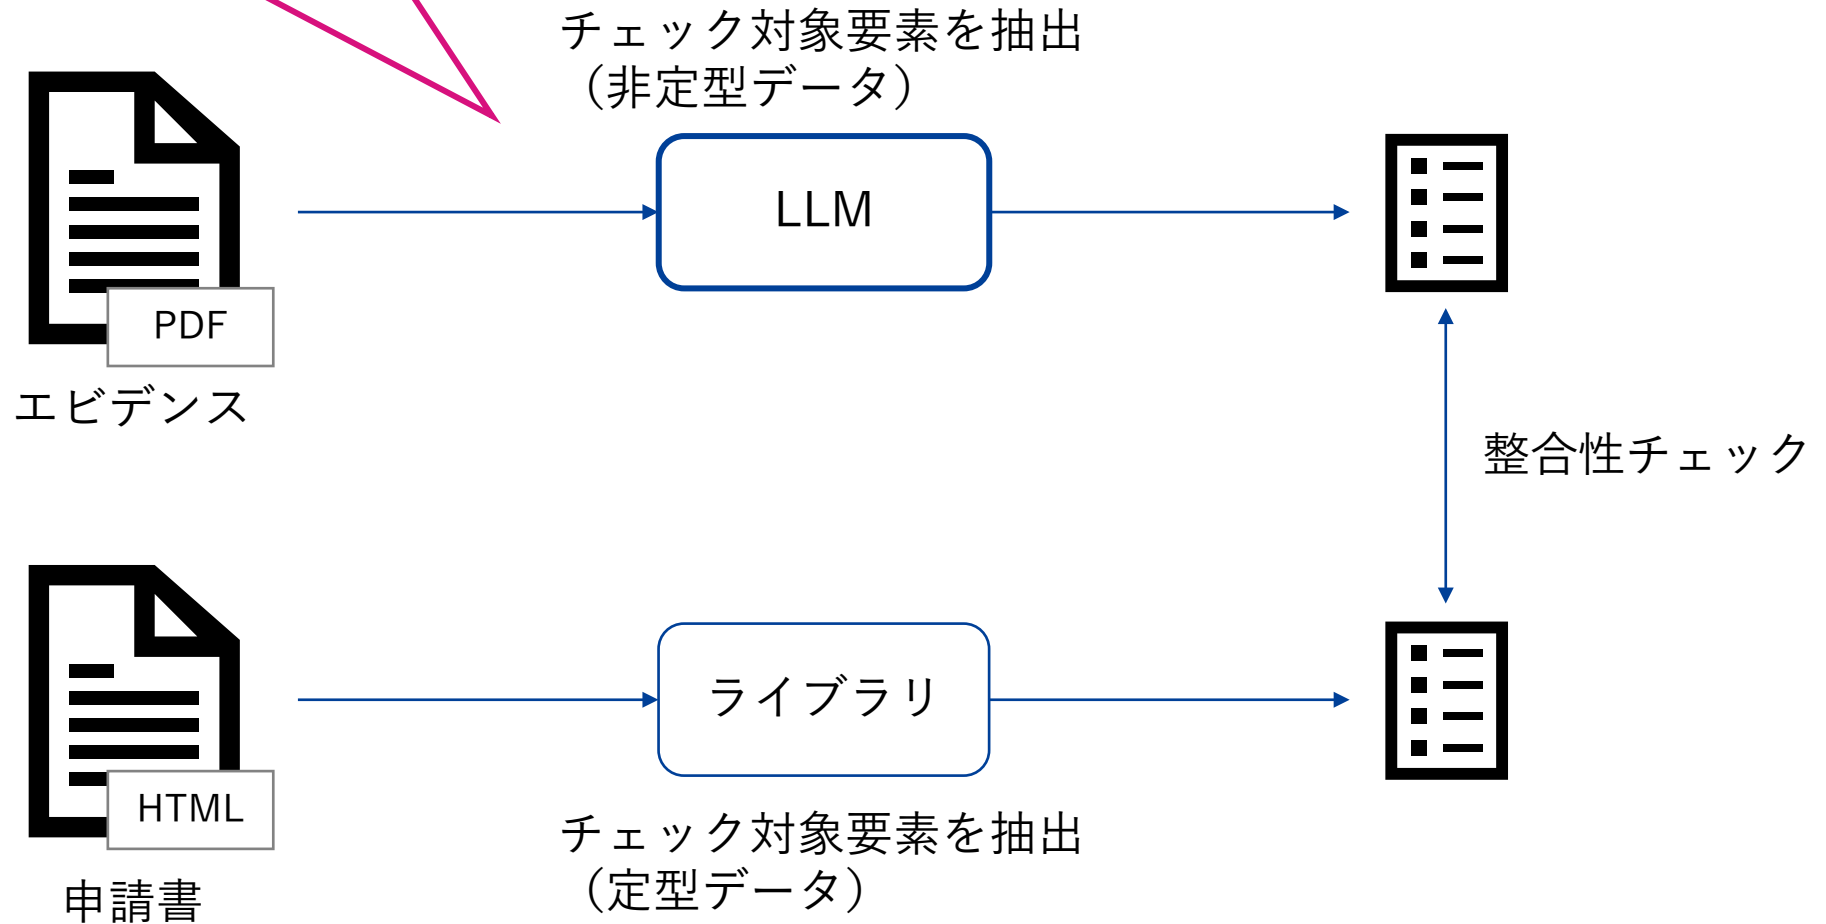 チェック対象要素を抽出
（非定型データ）
LLM
PDF
エビデンス
整合性チェック
ライブラリ
HTML
チェック対象要素を抽出
（定型データ）
申請書